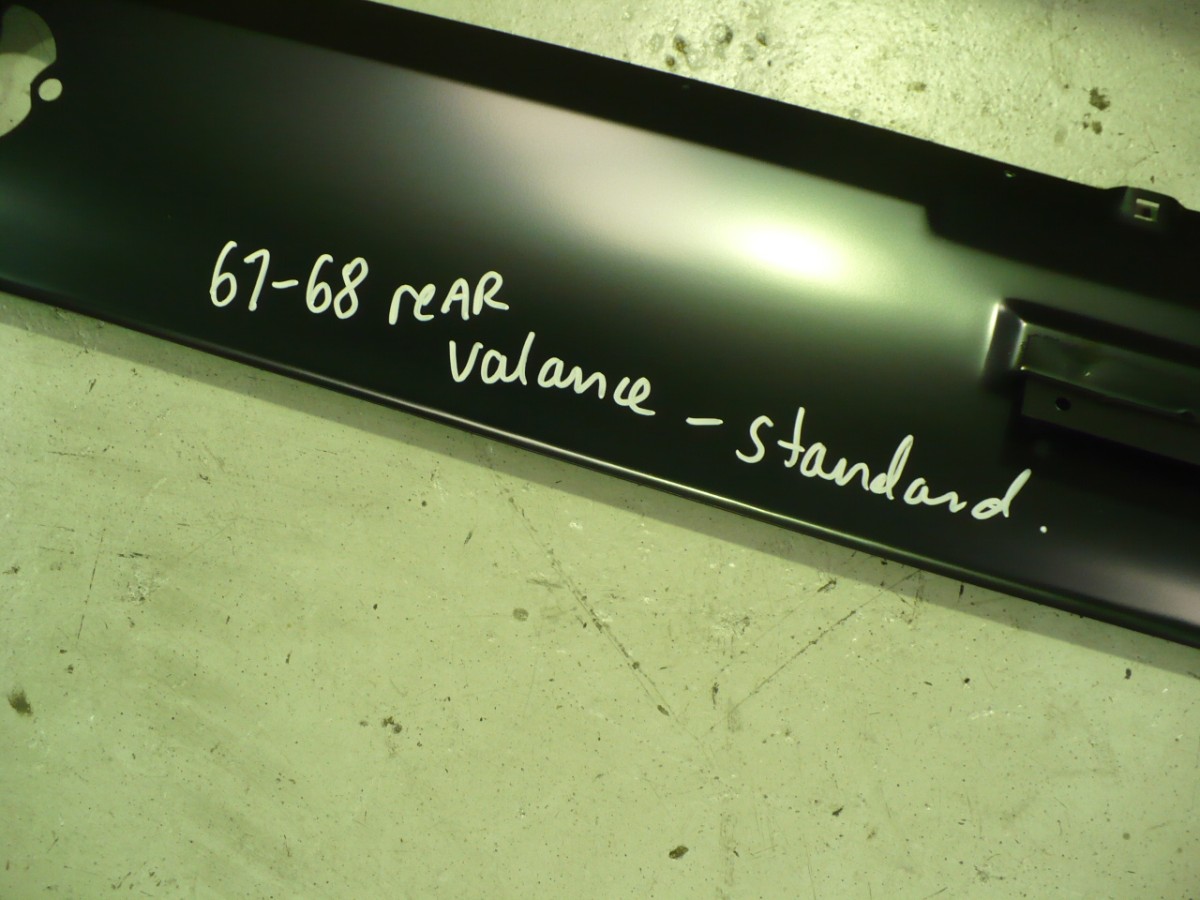 67-68 reAR
valance - standard.